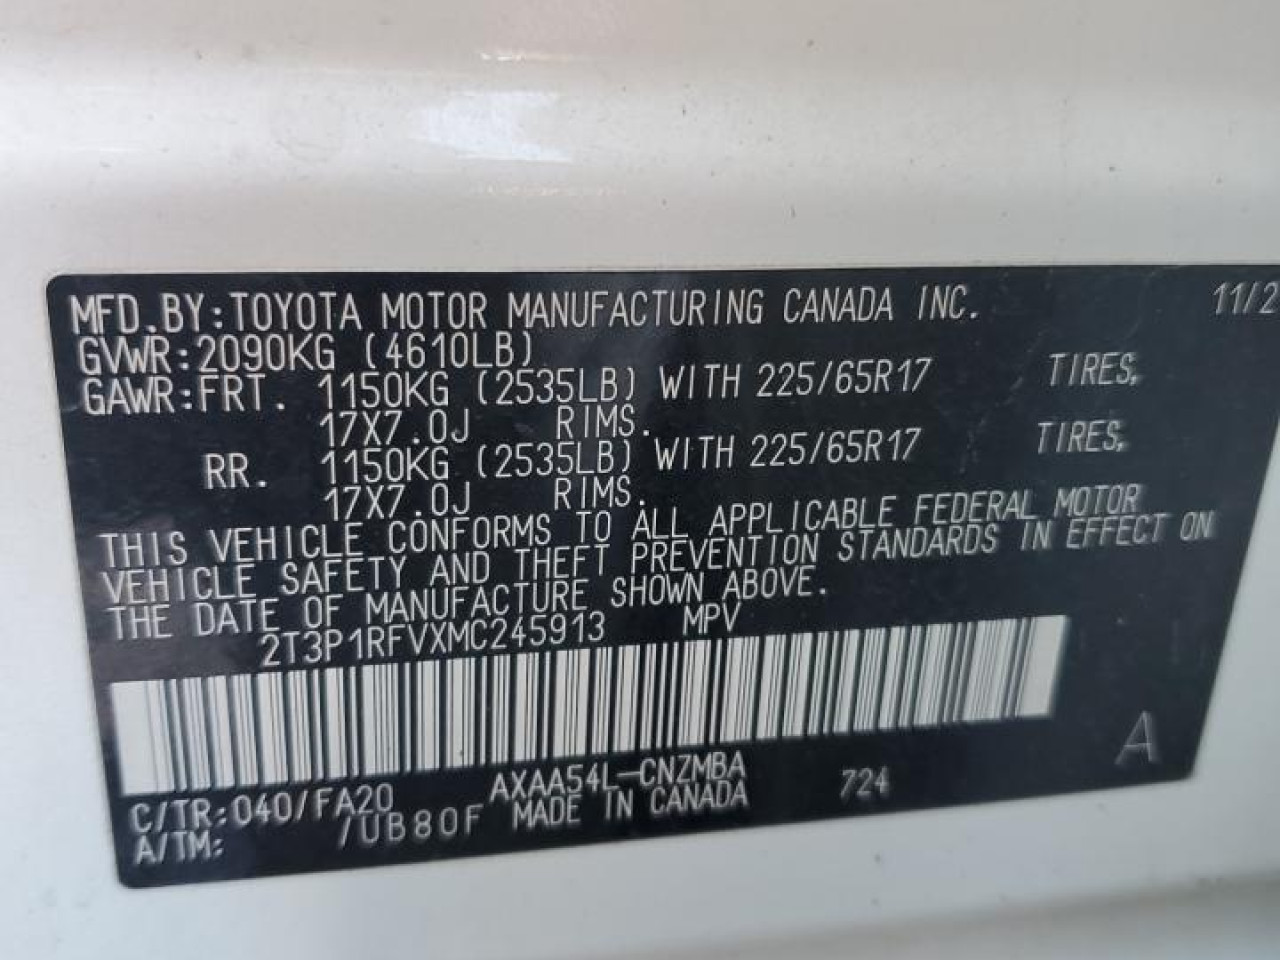 MFD.BY:TOYOTA MOTOR MANUFACTURING CANADA INC. 11/2
GVWR:2090KG (4610LB)
GAWR:FRT. 1150KG (2535LB) WITH 225/65R17 TIRES,
17X7.0J RIMS.
RR. 1150KG (2535LB) WITH 225/65R17 TIRES,
17X7.0J RIMS.
THIS VEHICLE CONFORMS TO ALL APPLICABLE FEDERAL MOTOR
VEHICLE SAFETY AND THEFT PREVENTION STANDARDS IN EFFECT ON
THE DATE OF MANUFACTURE SHOWN ABOVE.
2T3P1RFVXMC245913 MPV
A
C/TR:040/FA20 AXAA54L-CNZMBA 724
A/TM: /UB80F MADE IN CANADA